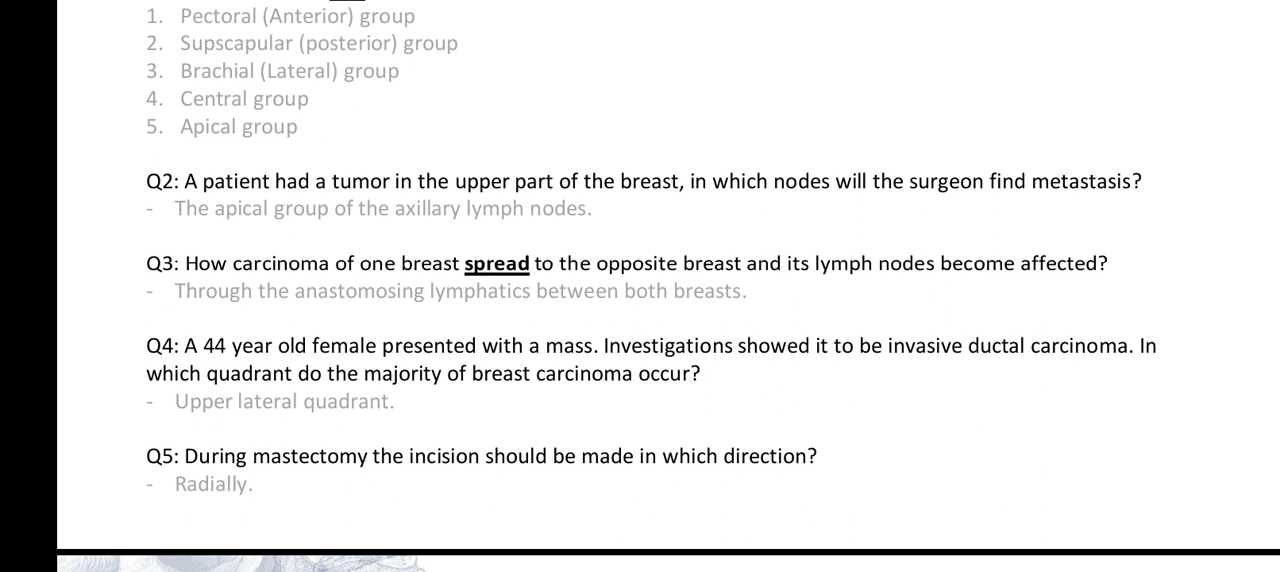 1. Pectoral (Anterior) group
2. Supscapular (posterior) group
3. Brachial (Lateral) group
4. Central group
5. Apical group
Q2: A patient had a tumor in the upper part of the breast, in which nodes will the surgeon find metastasis?
- The apical group of the axillary lymph nodes.
Q3: How carcinoma of one breast spread to the opposite breast and its lymph nodes become affected?
- Through the anastomosing lymphatics between both breasts.
Q4: A 44 year old female presented with a mass. Investigations showed it to be invasive ductal carcinoma. In
which quadrant do the majority of breast carcinoma occur?
- Upper lateral quadrant.
Q5: During mastectomy the incision should be made in which direction?
- Radially.